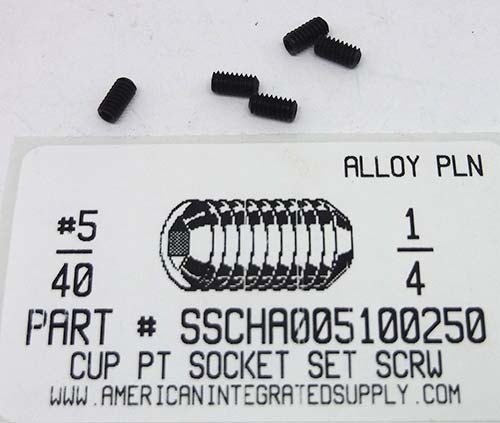 ALLOY PLN
#5
40
1
4
PART # SSCHA005100250
CUP PT SOCKET SET SCRW
WWW.AMERICANINTEGRATEDSUPPLY.COM